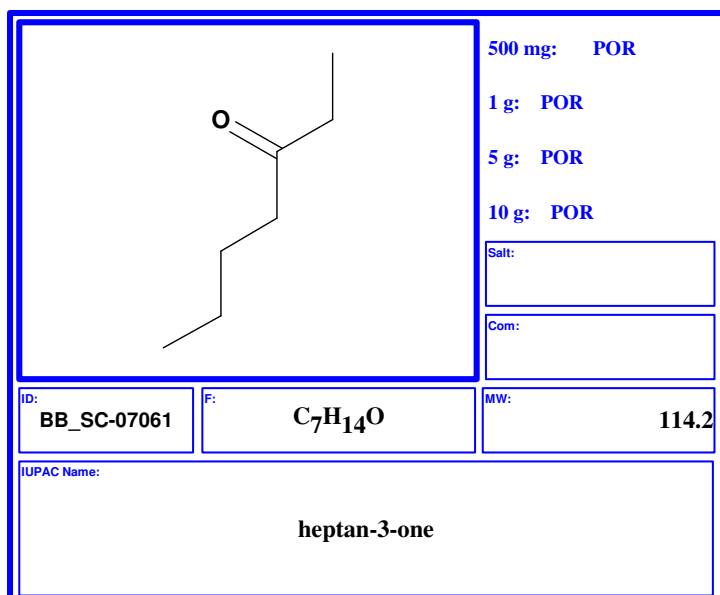 O
500 mg: POR
1 g: POR
5 g: POR
10 g: POR
Salt:
Com:
ID:
BB_SC-07061
F:
C7H14O
MW:
114.2
IUPAC Name:
heptan-3-one